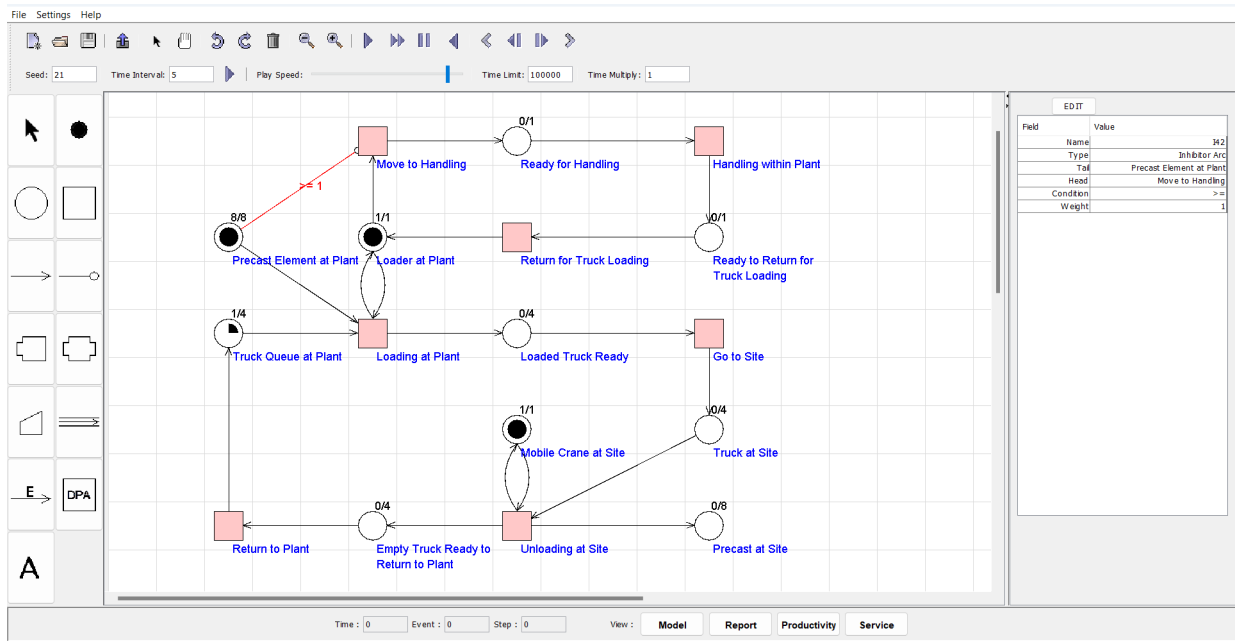 File Settings Help
Seed: 21 Time Interval: 5 Play Speed: Time Limit: 100000 Time Multiply: 1
EDIT
Field Value
Name I42
Type Inhibitor Arc
Tail Precast Element at Plant
Head Move to Handling
Condition >=
Weight 1
0/1
Move to Handling Ready for Handling Handling within Plant
>= 1
8/8 1/1 0/1
Precast Element at Plant Loader at Plant Return for Truck Loading Ready to Return for
Truck Loading
1/4 0/4
Truck Queue at Plant Loading at Plant Loaded Truck Ready Go to Site
1/1 0/4
Mobile Crane at Site Truck at Site
E DPA
0/4 0/8
Return to Plant Empty Truck Ready to Unloading at Site Precast at Site
Return to Plant
A
Time : 0 Event : 0 Step : 0 View : Model Report Productivity Service